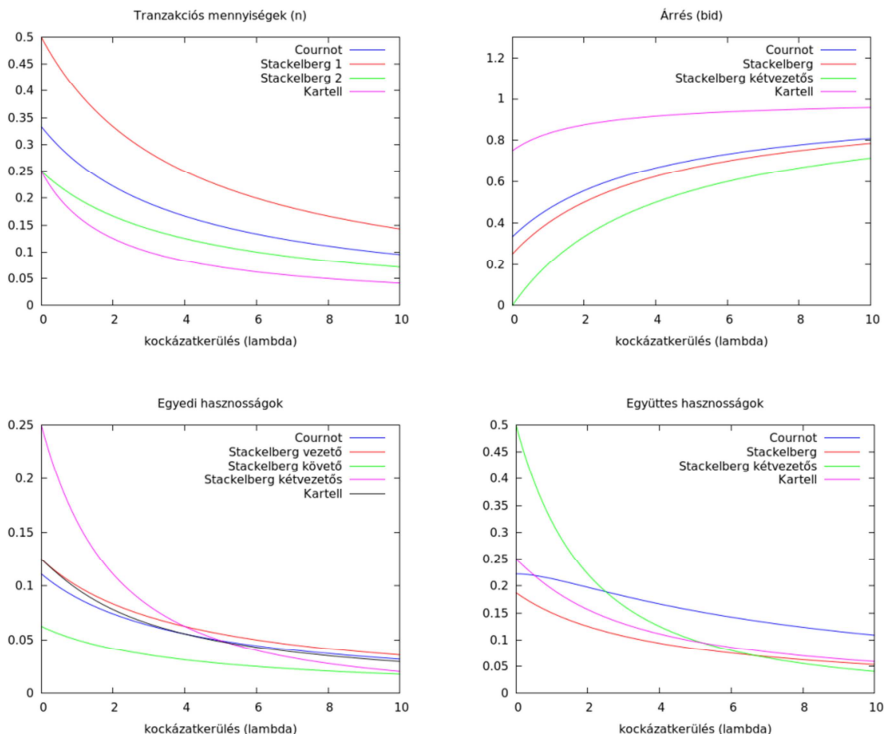 Tranzakciós mennyiségek (n)
0.5
0.45
0.4
0.35
0.3
0.25
0.2
0.15
0.1
0.05
0
Cournot
Stackelberg 1
Stackelberg 2
Kartell
0 2 4 6 8 10
kockázatkerülés (lambda)
Árrés (bid)
1.2
1
0.8
0.6
0.4
0.2
0
Cournot
Stackelberg
Stackelberg kétvezetős
Kartell
0 2 4 6 8 10
kockázatkerülés (lambda)
Egyedi hasznosságok
0.25
0.2
0.15
0.1
0.05
0
Cournot
Stackelberg vezető
Stackelberg követő
Stackelberg kétvezetős
Kartell
0 2 4 6 8 10
kockázatkerülés (lambda)
Együttes hasznosságok
0.5
0.45
0.4
0.35
0.3
0.25
0.2
0.15
0.1
0.05
0
Cournot
Stackelberg
Stackelberg kétvezetős
Kartell
0 2 4 6 8 10
kockázatkerülés (lambda)